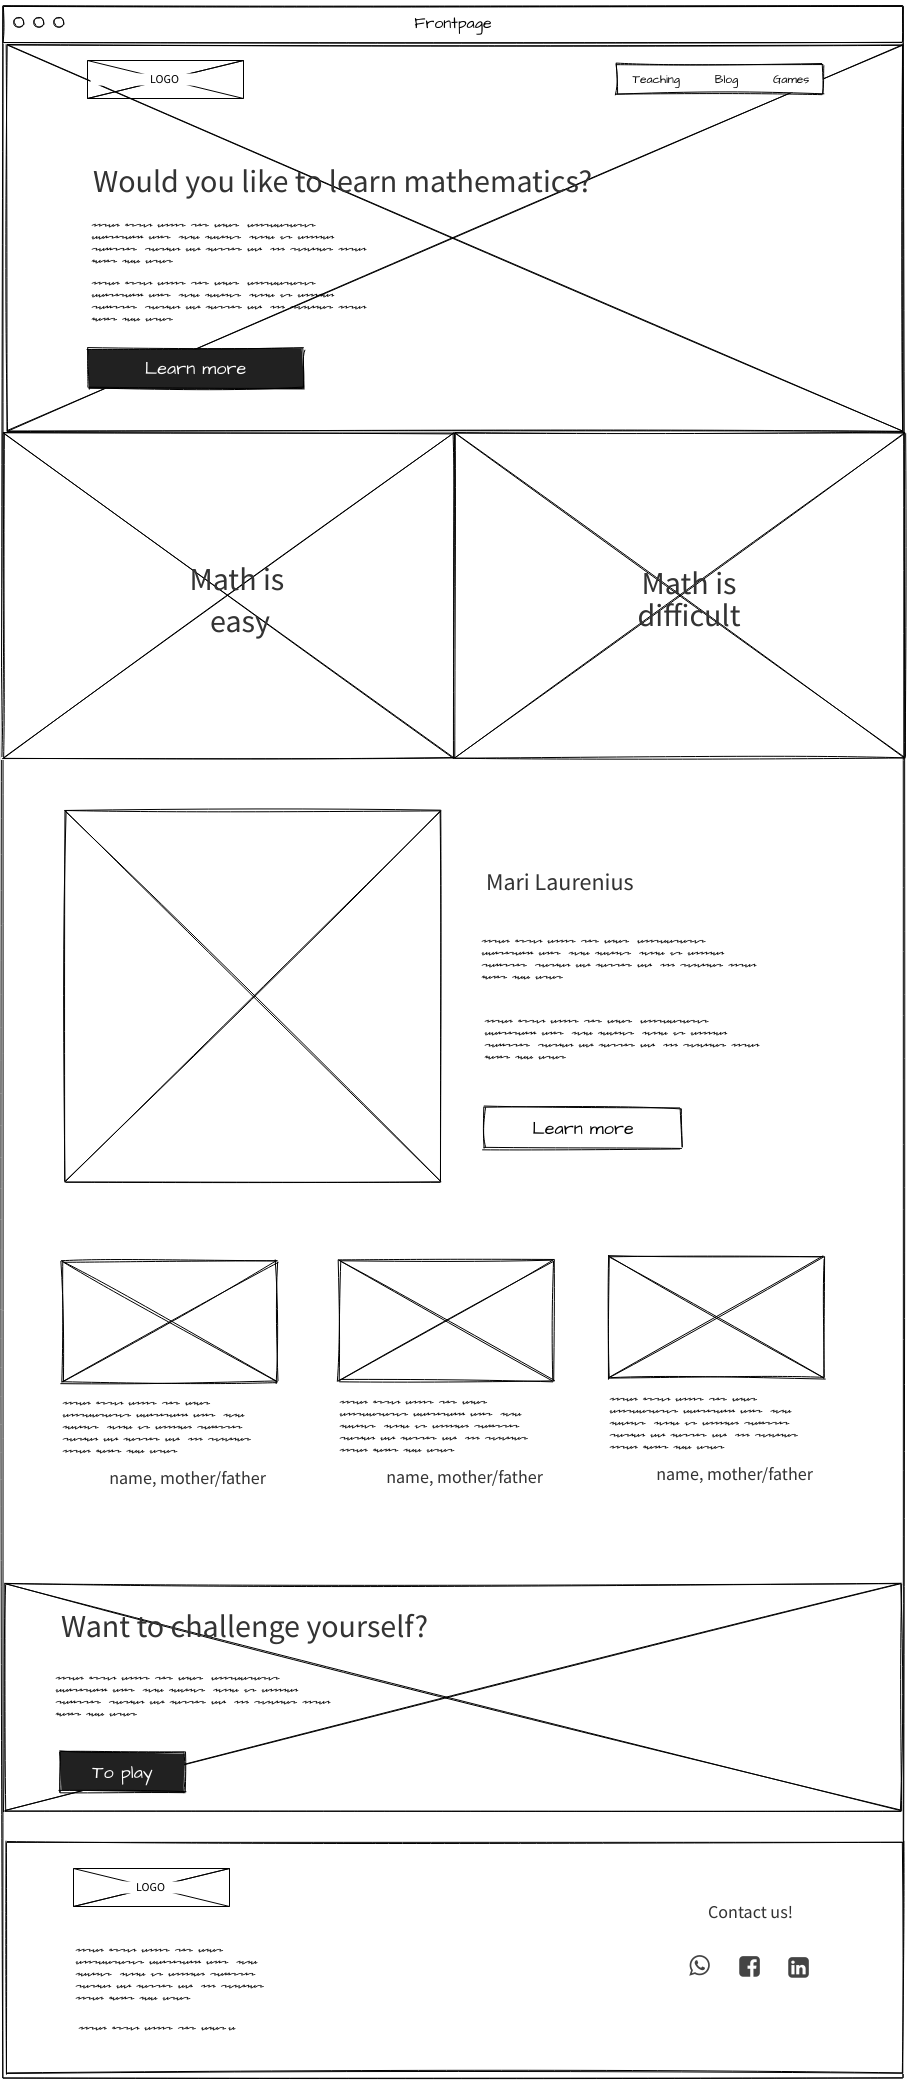 Frontpage
LOGO
Teaching Blog Games
Would you like to learn mathematics?
Learn more
Math is
easy
Math is
difficult
Mari Laurenius
Learn more
name, mother/father
name, mother/father
name, mother/father
Want to challenge yourself?
To play
LOGO
Contact us!